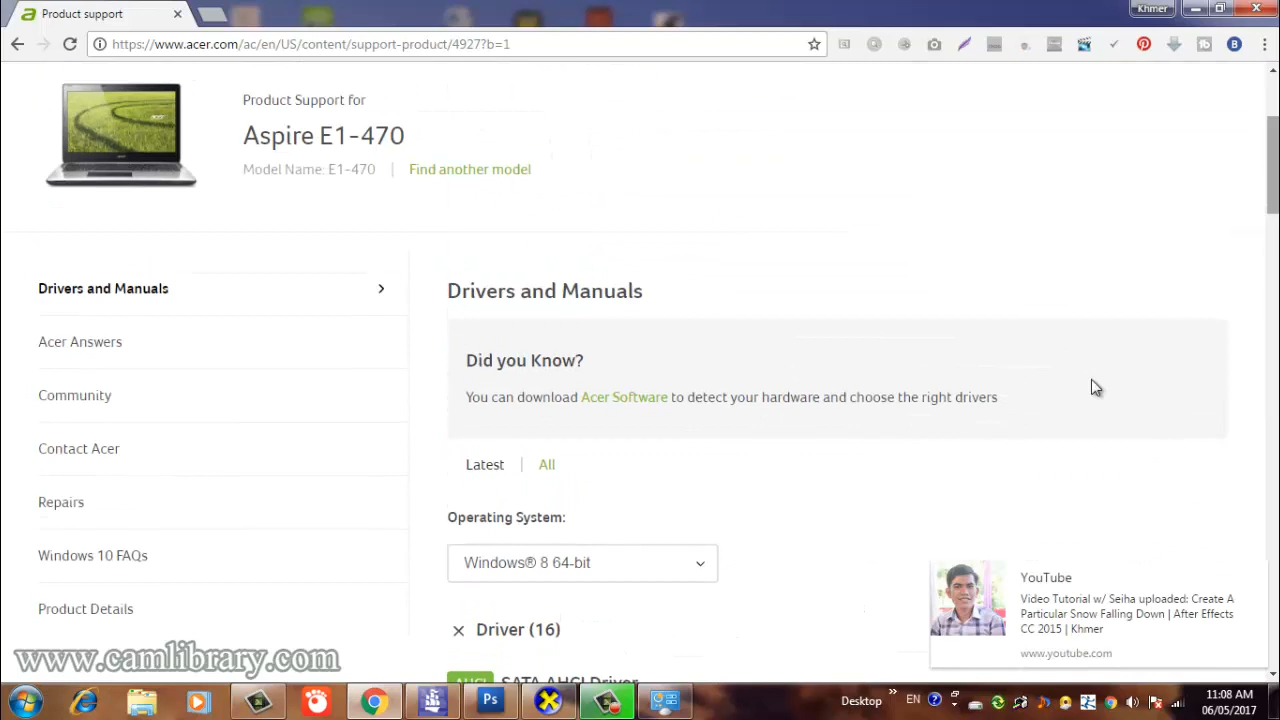 Product support
Khmer
https://www.acer.com/ac/en/US/content/support-product/4927?b=1
Product Support for
Aspire E1-470
Model Name: E1-470 | Find another model
Drivers and Manuals
Acer Answers
Community
Contact Acer
Repairs
Windows 10 FAQs
Product Details
Drivers and Manuals
Did you Know?
You can download Acer Software to detect your hardware and choose the right drivers
Latest | All
Operating System:
Windows® 8 64-bit
Driver (16)
AHCI SATA AHCI Driver
YouTube
Video Tutorial w/ Seiha uploaded: Create A
Particular Snow Falling Down | After Effects
CC 2015 | Khmer
www.youtube.com
www.camlibrary.com
Ps
Desktop
EN
11:08 AM
06/05/2017